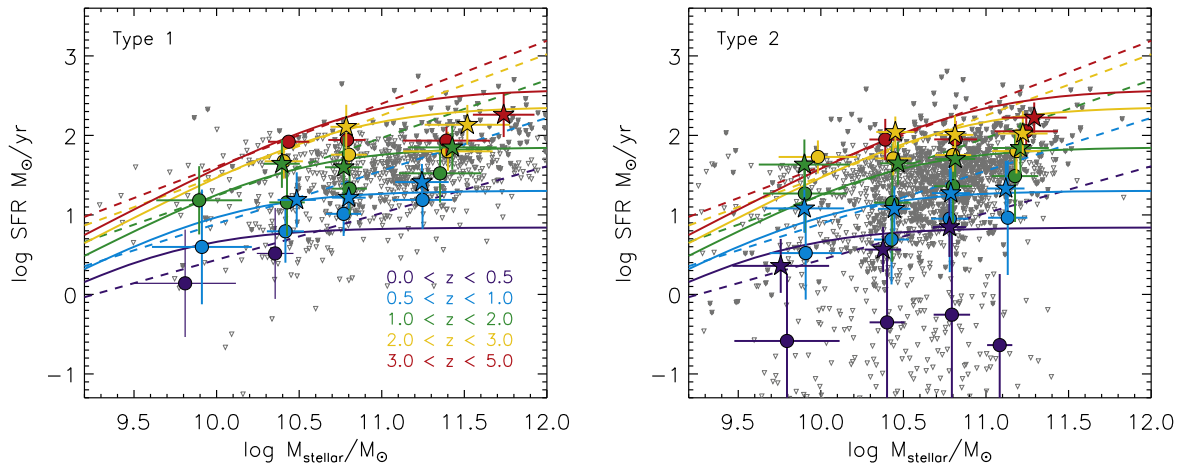 Type 1
log SFR M☉/yr
3
2
1
0
−1
0.0 < z < 0.5
0.5 < z < 1.0
1.0 < z < 2.0
2.0 < z < 3.0
3.0 < z < 5.0
9.5 10.0 10.5 11.0 11.5 12.0
log Mstellar/M☉
Type 2
log SFR M☉/yr
3
2
1
0
−1
9.5 10.0 10.5 11.0 11.5 12.0
log Mstellar/M☉